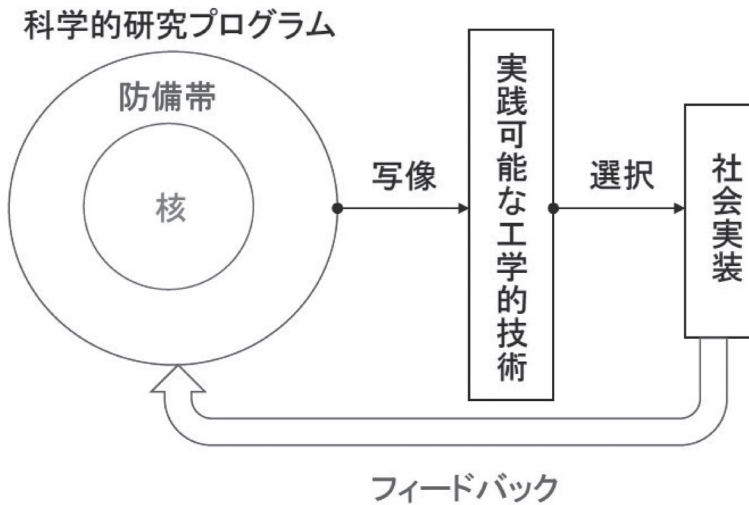 科学的研究プログラム
防備帯
核
写像
実践可能な工学的技術
選択
社会実装
フィードバック